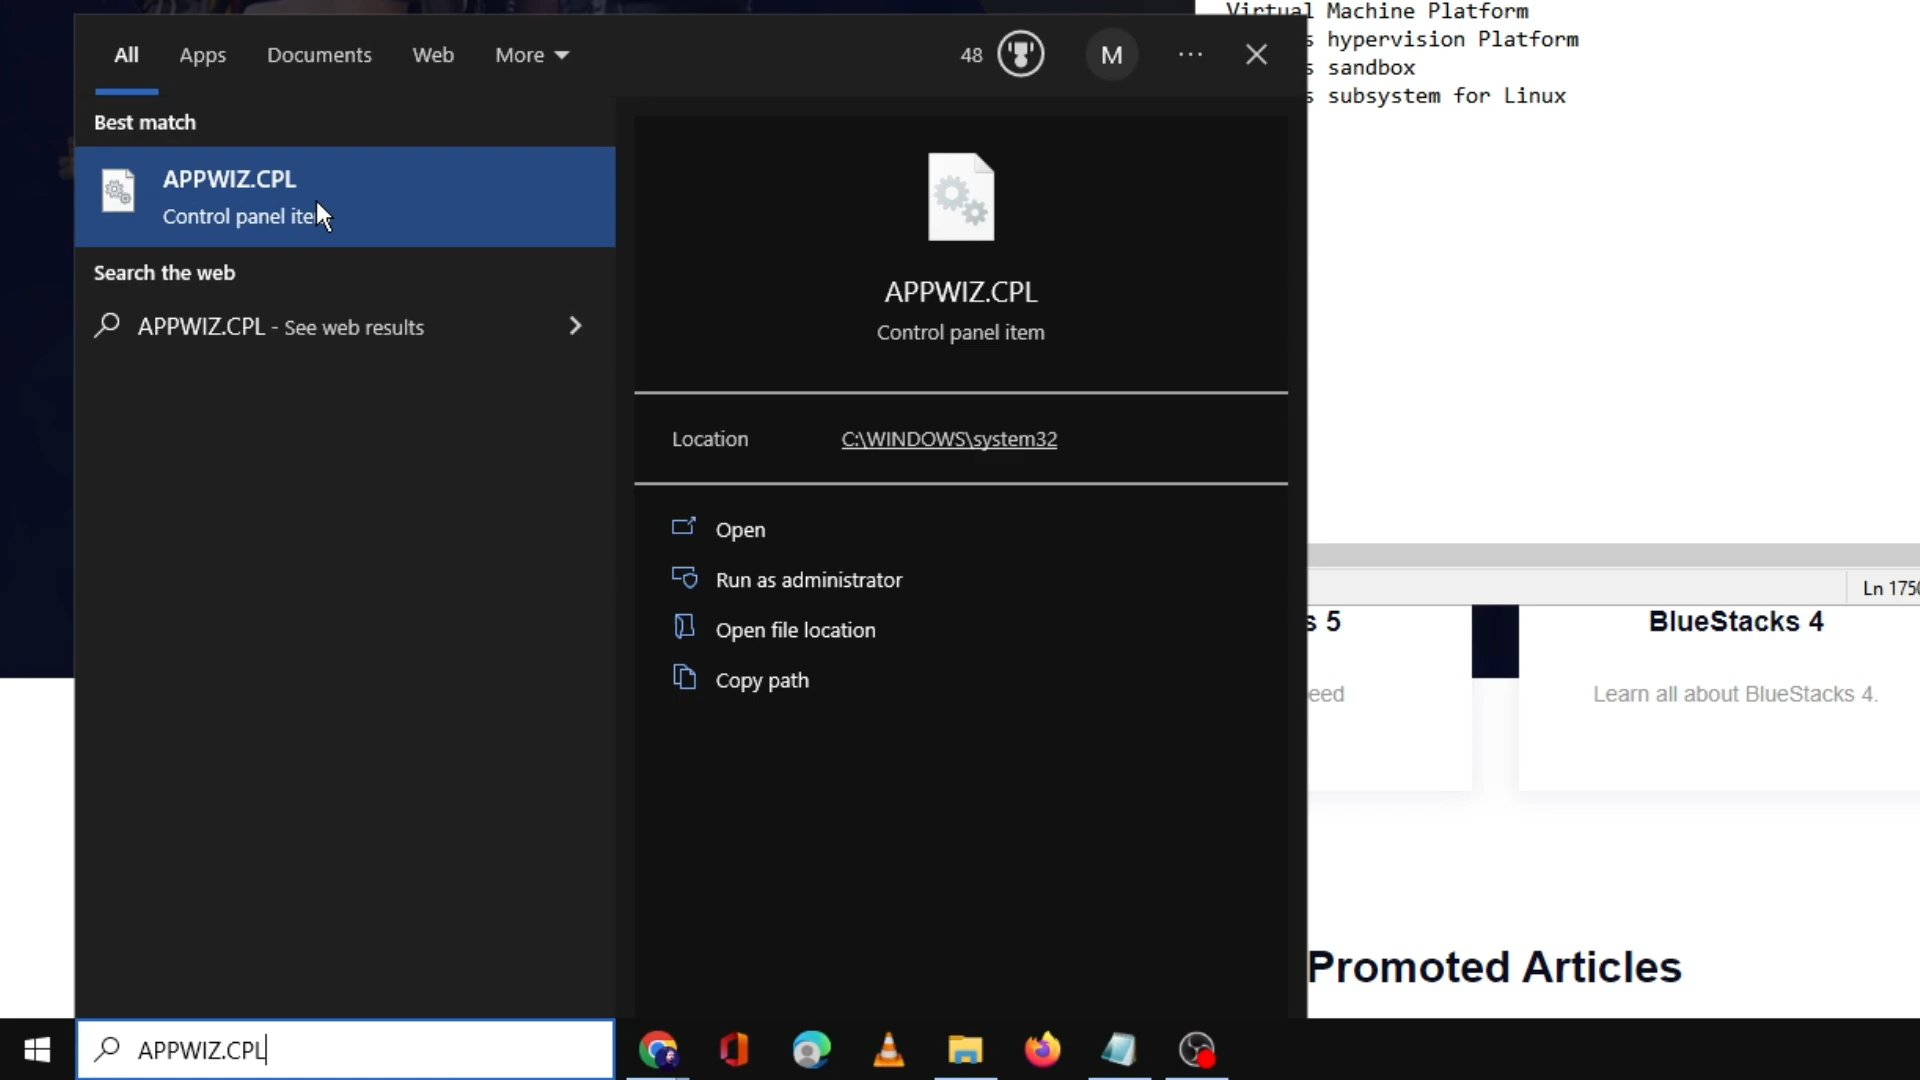 Virtual Machine Platform
s hypervision Platform
s sandbox
s subsystem for Linux
All Apps Documents Web More
48
M
Best match
APPWIZ.CPL
Control panel ite
Search the web
APPWIZ.CPL - See web results
APPWIZ.CPL
Control panel item
Location C:\WINDOWS\system32
Open
Run as administrator
Open file location
Copy path
Ln 1750
s 5
eed
BlueStacks 4
Learn all about BlueStacks 4.
Promoted Articles
APPWIZ.CPL